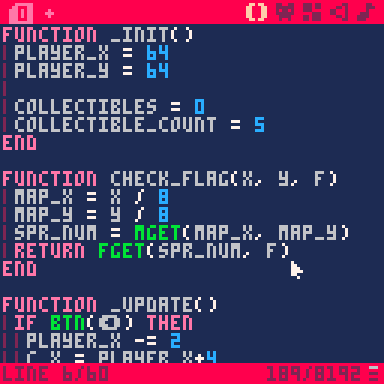 0 +
FUNCTION _INIT()
PLAYER_X = 64
PLAYER_Y = 64
COLLECTIBLES = 0
COLLECTIBLE_COUNT = 5
END
FUNCTION CHECK_FLAG(X, Y, F)
MAP_X = X / 8
MAP_Y = Y / 8
SPR_NUM = MGET(MAP_X, MAP_Y)
RETURN FGET(SPR_NUM, F)
END
FUNCTION _UPDATE()
IF BTN(⬅️) THEN
PLAYER_X -= 2
C_X = PLAYER_X+4
LINE 6/60 189/8192